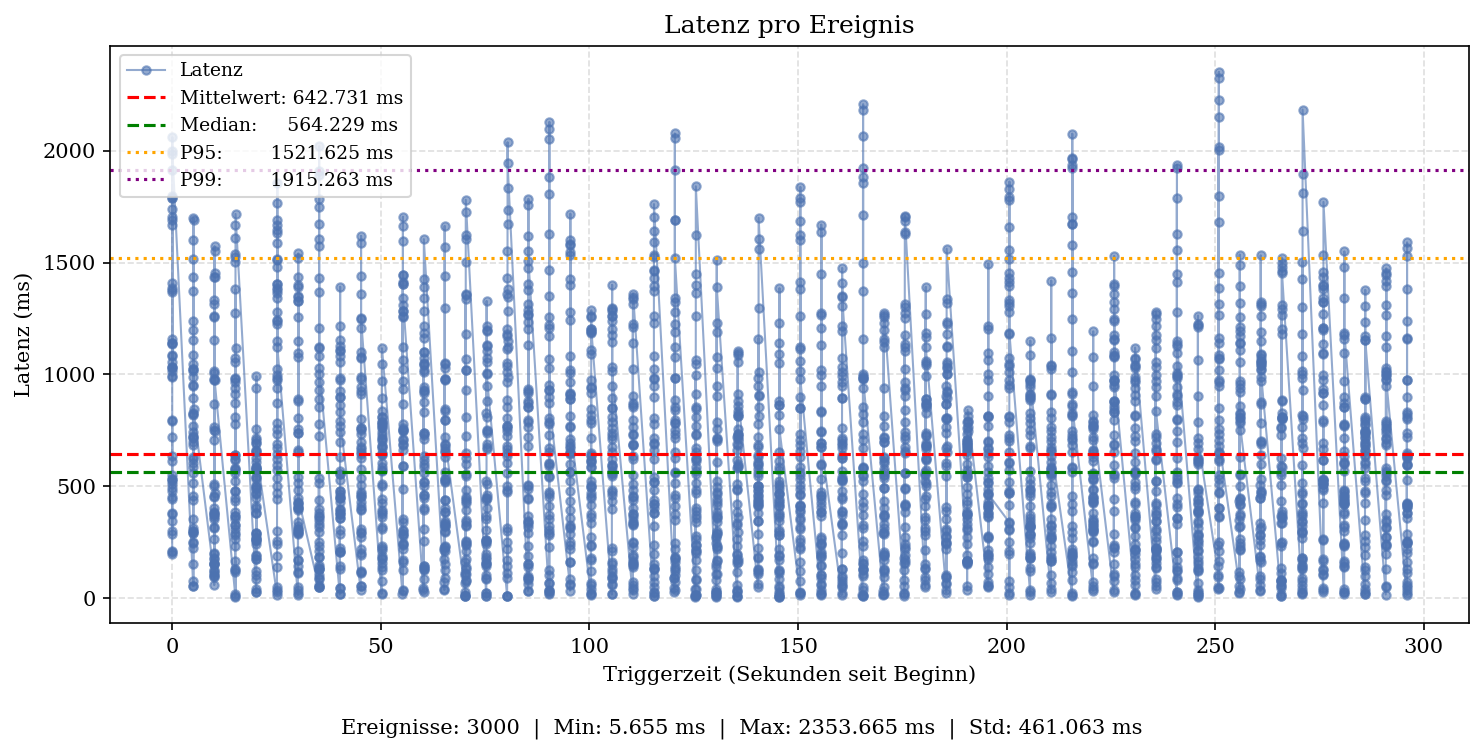 Latenz pro Ereignis
Latenz
Mittelwert: 642.731 ms
Median: 564.229 ms
P95: 1521.625 ms
P99: 1915.263 ms
Latenz (ms)
2000
1500
1000
500
0
0 50 100 150 200 250 300
Triggerzeit (Sekunden seit Beginn)
Ereignisse: 3000 | Min: 5.655 ms | Max: 2353.665 ms | Std: 461.063 ms